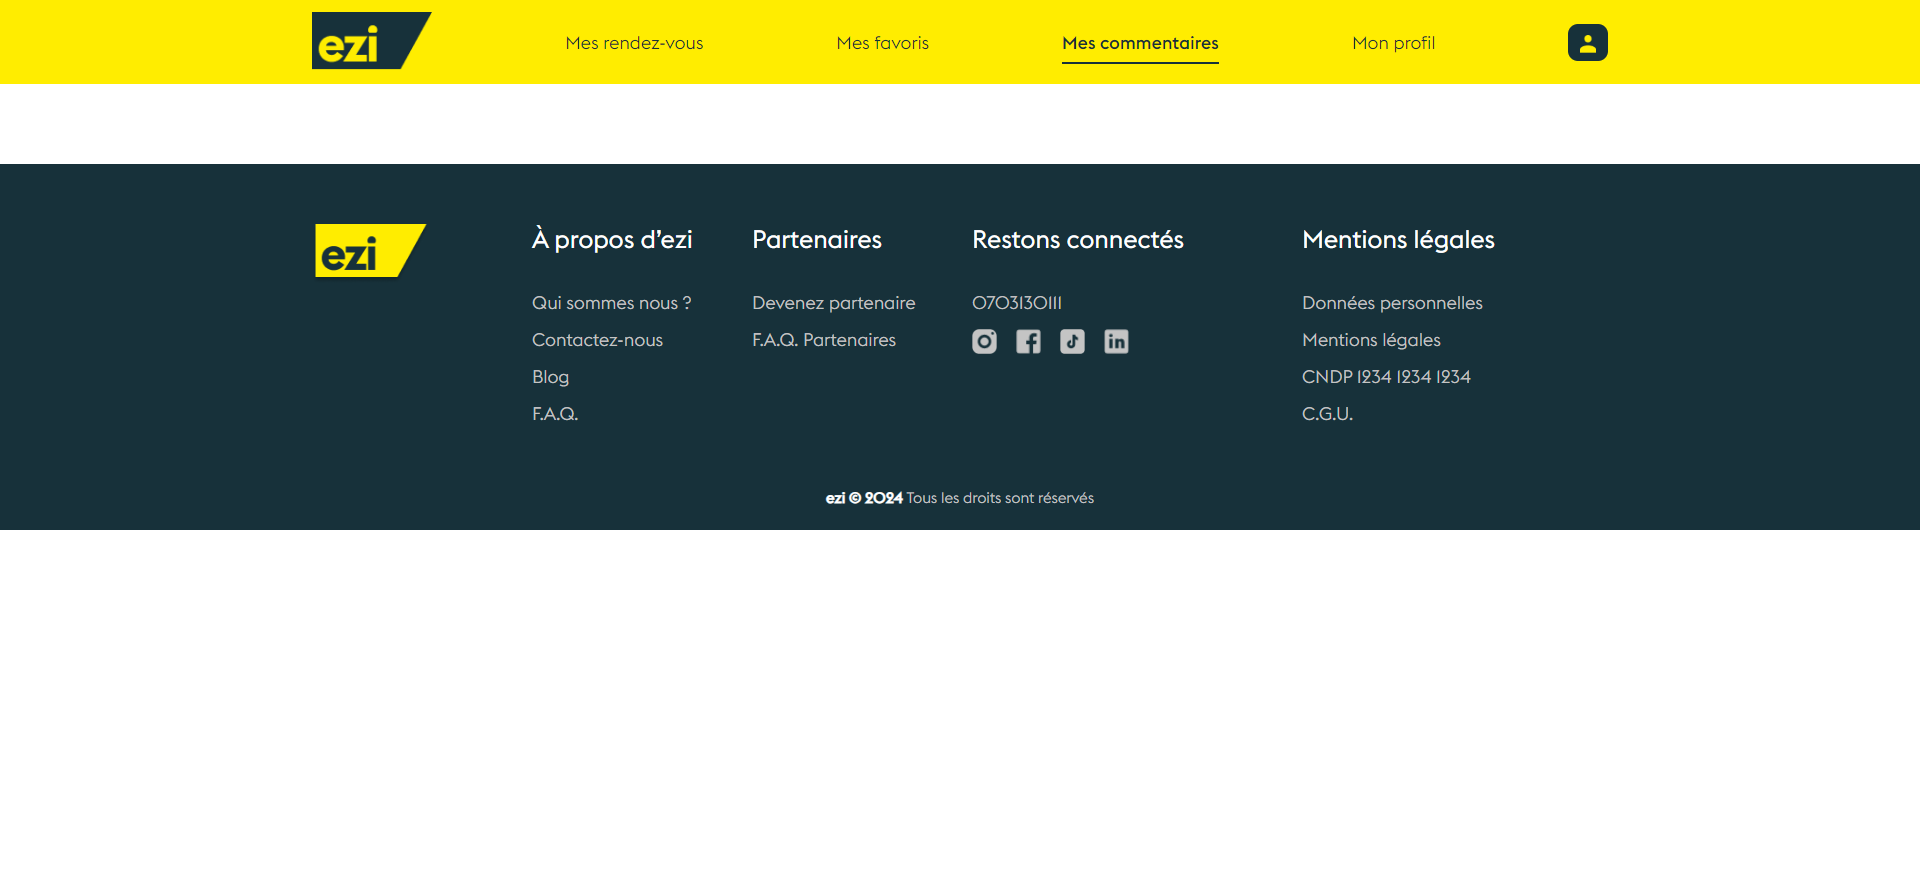 ezi
Mes rendez-vous
Mes favoris
Mes commentaires
Mon profil
ezi
À propos d’ezi
Qui sommes nous ?
Contactez-nous
Blog
F.A.Q.
Partenaires
Devenez partenaire
F.A.Q. Partenaires
Restons connectés
0703130111
Mentions légales
Données personnelles
Mentions légales
CNDP 1234 1234 1234
C.G.U.
ezi © 2024 Tous les droits sont réservés